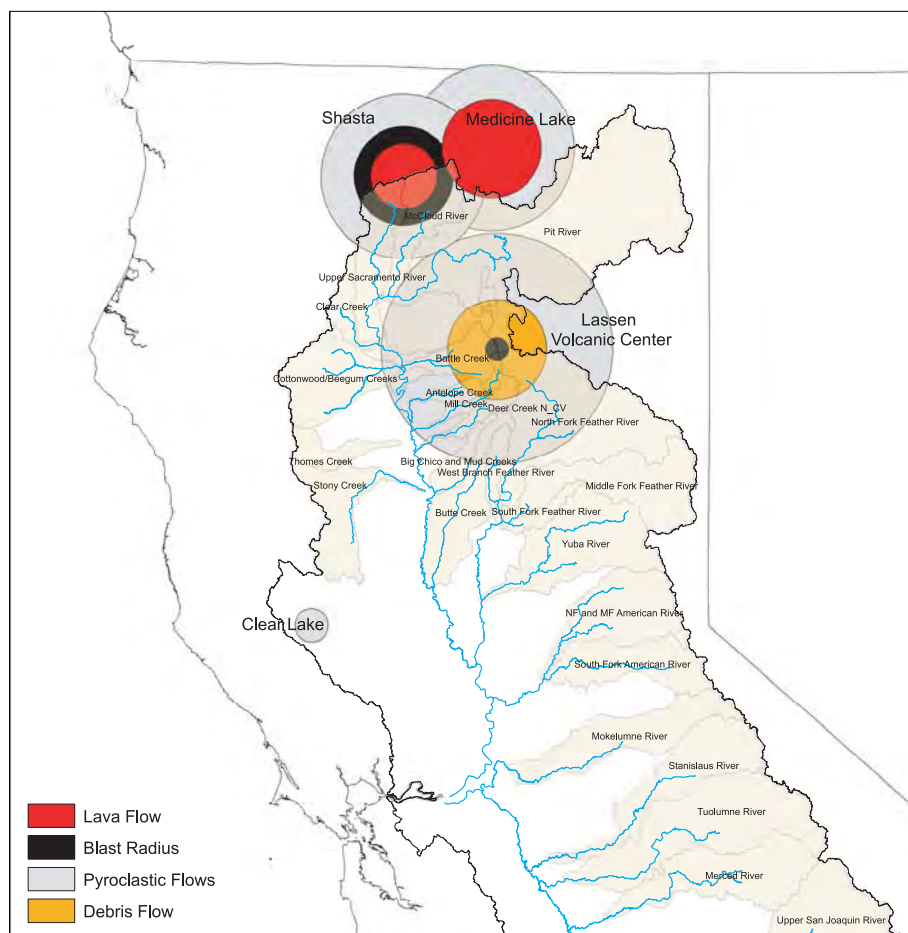 Shasta
Medicine Lake
McCloud River
Pit River
Upper Sacramento River
Clear Creek
Lassen
Volcanic Center
Battle Creek
Cottonwood/Beegum Creeks
Antelope Creek
Mill Creek
Deer Creek N_CV
North Fork Feather River
Thomes Creek
Big Chico and Mud Creeks
West Branch Feather River
Stony Creek
Middle Fork Feather River
Butte Creek
South Fork Feather River
Yuba River
Clear Lake
NF and MF American River
South Fork American River
Mokelumne River
Stanislaus River
Tuolumne River
Merced River
Upper San Joaquin River
Lava Flow
Blast Radius
Pyroclastic Flows
Debris Flow